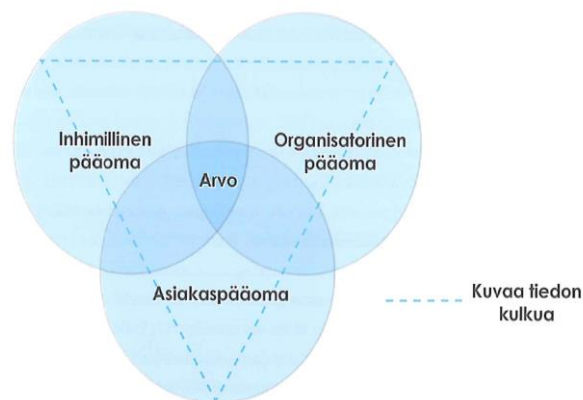 Inhimillinen
pääoma
Organisatorinen
pääoma
Arvo
Asiakaspääoma
Kuvaa tiedon
kulkua